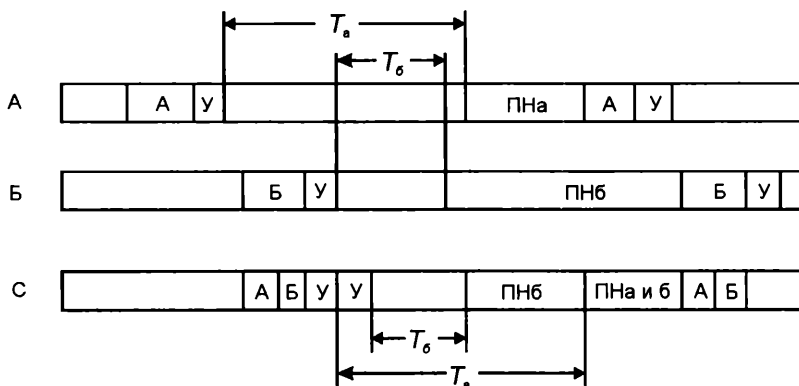 Tа
Tб
А А У ПНа А У
Б Б У ПНб Б У
С А Б У У ПНб ПНа и б А Б
Tб
Tа